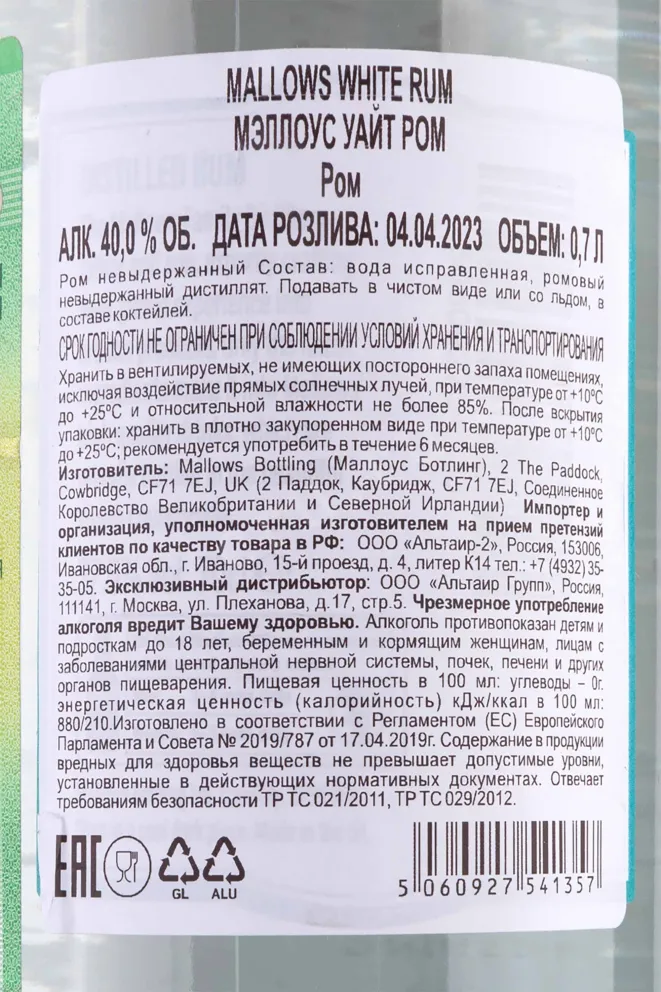 MALLOWS WHITE RUM
МЭЛЛОУС УАЙТ РОМ
Ром
АЛК. 40,0 % ОБ. ДАТА РОЗЛИВА: 04.04.2023 ОБЪЕМ: 0,7 Л
Ром невыдержанный Состав: вода исправленная, ромовый
невыдержанный дистиллят. Подавать в чистом виде или со льдом, в
составе коктейлей.
СРОК ГОДНОСТИ НЕ ОГРАНИЧЕН ПРИ СОБЛЮДЕНИИ УСЛОВИЙ ХРАНЕНИЯ И ТРАНСПОРТИРОВАНИЯ
Хранить в вентилируемых, не имеющих постороннего запаха помещениях,
исключая воздействие прямых солнечных лучей, при температуре от +10°C
до +25°C и относительной влажности не более 85%. После вскрытия
упаковки: хранить в плотно закупоренном виде при температуре от +10°C
до +25°C; рекомендуется употребить в течение 6 месяцев.
Изготовитель: Mallows Bottling (Маллоус Ботлинг), 2 The Paddock,
Cowbridge, CF71 7EJ, UK (2 Паддок, Каубридж, CF71 7EJ, Соединенное
Королевство Великобритании и Северной Ирландии) Импортер и
организация, уполномоченная изготовителем на прием претензий
клиентов по качеству товара в РФ: ООО «Альтаир-2», Россия, 153006,
Ивановская обл., г. Иваново, 15-й проезд, д. 4, литер К14 тел.: +7 (4932) 35-
35-05. Эксклюзивный дистрибьютор: ООО «Альтаир Групп», Россия,
111141, г. Москва, ул. Плеханова, д.17, стр.5. Чрезмерное употребление
алкоголя вредит Вашему здоровью. Алкоголь противопоказан детям и
подросткам до 18 лет, беременным и кормящим женщинам, лицам с
заболеваниями центральной нервной системы, почек, печени и других
органов пищеварения. Пищевая ценность в 100 мл: углеводы – 0г.
энергетическая ценность (калорийность) кДж/ккал в 100 мл:
880/210.Изготовлено в соответствии с Регламентом (ЕС) Европейского
Парламента и Совета № 2019/787 от 17.04.2019г. Содержание в продукции
вредных для здоровья веществ не превышает допустимые уровни,
установленные в действующих нормативных документах. Отвечает
требованиям безопасности ТР ТС 021/2011, ТР ТС 029/2012.
EAC
GL ALU
5 060927 541357